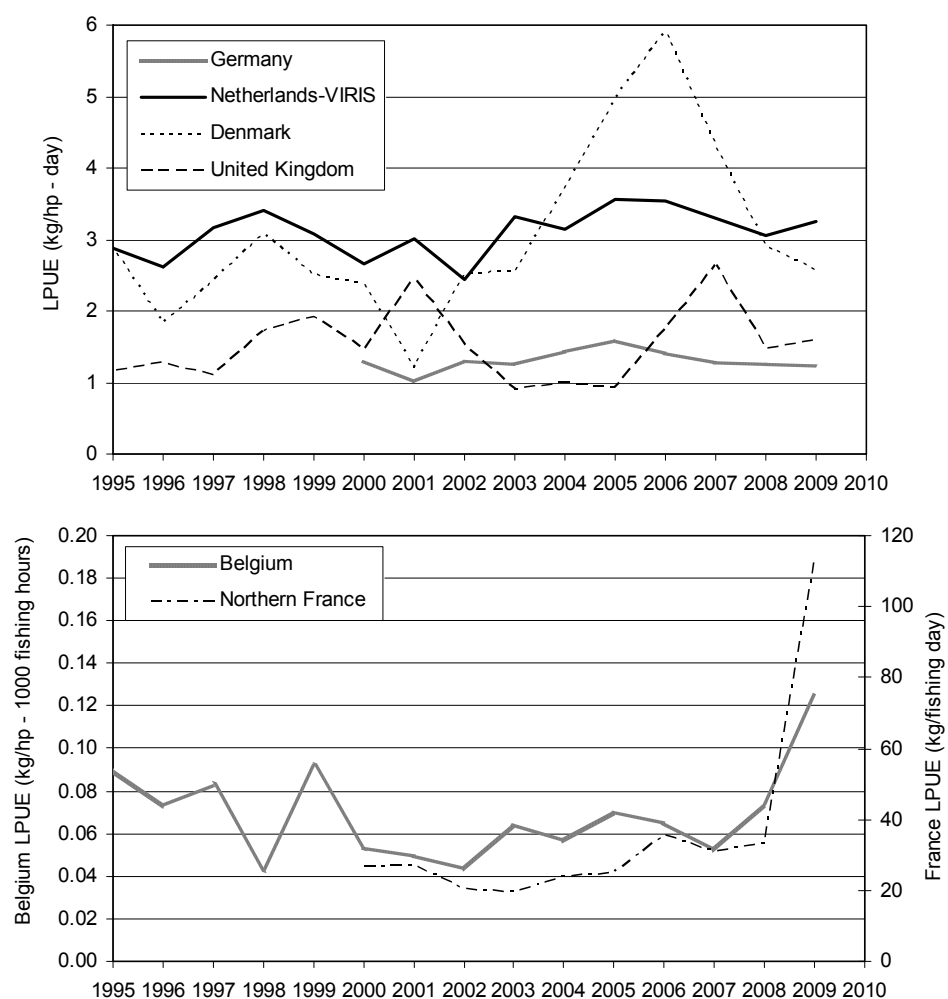 LPUE (kg/hp - day)
6
5
4
3
2
1
0
Germany
Netherlands-VIRIS
Denmark
United Kingdom
1995 1996 1997 1998 1999 2000 2001 2002 2003 2004 2005 2006 2007 2008 2009 2010
Belgium LPUE (kg/hp - 1000 fishing hours)
0.20
0.18
0.16
0.14
0.12
0.10
0.08
0.06
0.04
0.02
0.00
Belgium
Northern France
120
100
80
60
40
20
0
France LPUE (kg/fishing day)
1995 1996 1997 1998 1999 2000 2001 2002 2003 2004 2005 2006 2007 2008 2009 2010